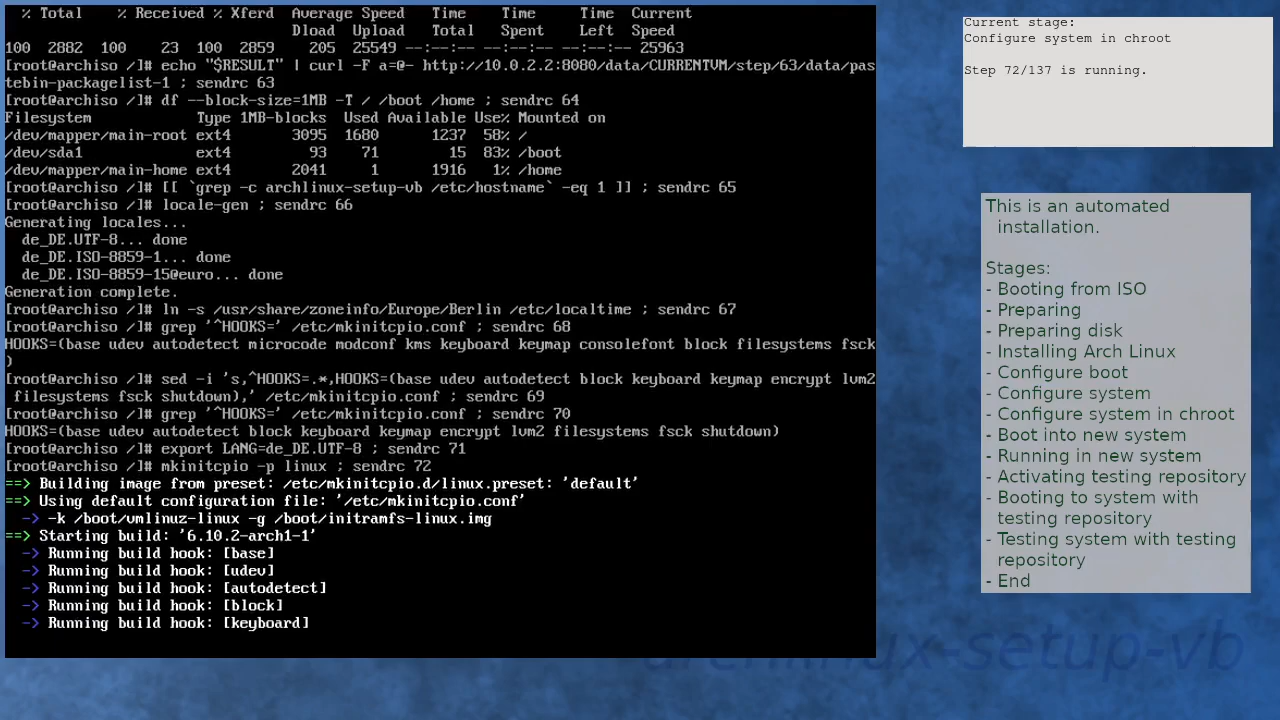 % Total    % Received % Xferd  Average Speed   Time    Time     Time  Current
                                 Dload  Upload   Total   Spent    Left  Speed
100  2882  100    23  100  2859    205  25549 --:--:-- --:--:-- --:--:-- 25963
[root@archiso /]# echo "$RESULT" | curl -F a=@- http://10.0.2.2:8080/data/CURRENTVM/step/63/data/pas
tebin-packagelist-1 ; sendrc 63
[root@archiso /]# df --block-size=1MB -T / /boot /home ; sendrc 64
Filesystem            Type 1MB-blocks  Used Available Use% Mounted on
/dev/mapper/main-root ext4       3095  1680      1237  58% /
/dev/sda1             ext4         93    71        15  83% /boot
/dev/mapper/main-home ext4       2041     1      1916   1% /home
[root@archiso /]# [[ `grep -c archlinux-setup-vb /etc/hostname` -eq 1 ]] ; sendrc 65
[root@archiso /]# locale-gen ; sendrc 66
Generating locales...
  de_DE.UTF-8... done
  de_DE.ISO-8859-1... done
  de_DE.ISO-8859-15@euro... done
Generation complete.
[root@archiso /]# ln -s /usr/share/zoneinfo/Europe/Berlin /etc/localtime ; sendrc 67
[root@archiso /]# grep '^HOOKS=' /etc/mkinitcpio.conf ; sendrc 68
HOOKS=(base udev autodetect microcode modconf kms keyboard keymap consolefont block filesystems fsck
)
[root@archiso /]# sed -i 's,^HOOKS=.*,HOOKS=(base udev autodetect block keyboard keymap encrypt lvm2
 filesystems fsck shutdown),' /etc/mkinitcpio.conf ; sendrc 69
[root@archiso /]# grep '^HOOKS=' /etc/mkinitcpio.conf ; sendrc 70
HOOKS=(base udev autodetect block keyboard keymap encrypt lvm2 filesystems fsck shutdown)
[root@archiso /]# export LANG=de_DE.UTF-8 ; sendrc 71
[root@archiso /]# mkinitcpio -p linux ; sendrc 72
==> Building image from preset: /etc/mkinitcpio.d/linux.preset: 'default'
==> Using default configuration file: '/etc/mkinitcpio.conf'
  -> -k /boot/vmlinuz-linux -g /boot/initramfs-linux.img
==> Starting build: '6.10.2-arch1-1'
  -> Running build hook: [base]
  -> Running build hook: [udev]
  -> Running build hook: [autodetect]
  -> Running build hook: [block]
  -> Running build hook: [keyboard]
Current stage:
Configure system in chroot
Step 72/137 is running.
This is an automated
installation.
Stages:
- Booting from ISO
- Preparing
- Preparing disk
- Installing Arch Linux
- Configure boot
- Configure system
- Configure system in chroot
- Boot into new system
- Running in new system
- Activating testing repository
- Booting to system with
testing repository
- Testing system with testing
repository
- End
archlinux-setup-vb